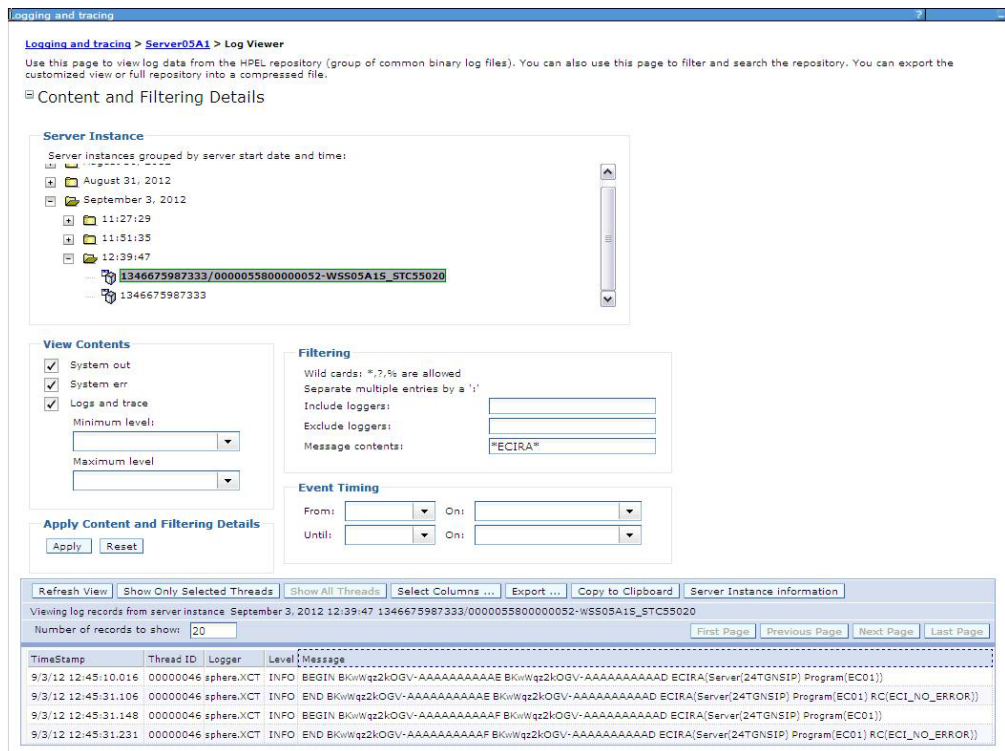 Logging and tracing
?
Logging and tracing > Server05A1 > Log Viewer
Use this page to view log data from the HPEL repository (group of common binary log files). You can also use this page to filter and search the repository. You can export the
customized view or full repository into a compressed file.
Content and Filtering Details
Server Instance
Server instances grouped by server start date and time:
August 31, 2012
September 3, 2012
11:27:29
11:51:35
12:39:47
1346675987333/0000055800000052-WSS05A1S_STC55020
1346675987333
View Contents
System out
System err
Logs and trace
Minimum level:
Maximum level
Filtering
Wild cards: *,?,% are allowed
Separate multiple entries by a ':'
Include loggers:
Exclude loggers:
Message contents: *ECIRA*
Event Timing
From: On:
Until: On:
Apply Content and Filtering Details
Apply Reset
Refresh View Show Only Selected Threads Show All Threads Select Columns ... Export ... Copy to Clipboard Server Instance information
Viewing log records from server instance September 3, 2012 12:39:47 1346675987333/0000055800000052-WSS05A1S_STC55020
Number of records to show: 20 First Page Previous Page Next Page Last Page
TimeStamp Thread ID Logger Level Message
9/3/12 12:45:10.016 00000046 sphere.XCT INFO BEGIN BKwWqz2kOGV-AAAAAAAAAAE BKwWqz2kOGV-AAAAAAAAAAD ECIRA(Server(24TGNSIP) Program(EC01))
9/3/12 12:45:31.106 00000046 sphere.XCT INFO END BKwWqz2kOGV-AAAAAAAAAAE BKwWqz2kOGV-AAAAAAAAAAD ECIRA(Server(24TGNSIP) Program(EC01) RC(ECI_NO_ERROR))
9/3/12 12:45:31.148 00000046 sphere.XCT INFO BEGIN BKwWqz2kOGV-AAAAAAAAAAF BKwWqz2kOGV-AAAAAAAAAAD ECIRA(Server(24TGNSIP) Program(EC01))
9/3/12 12:45:31.231 00000046 sphere.XCT INFO END BKwWqz2kOGV-AAAAAAAAAAF BKwWqz2kOGV-AAAAAAAAAAD ECIRA(Server(24TGNSIP) Program(EC01) RC(ECI_NO_ERROR))